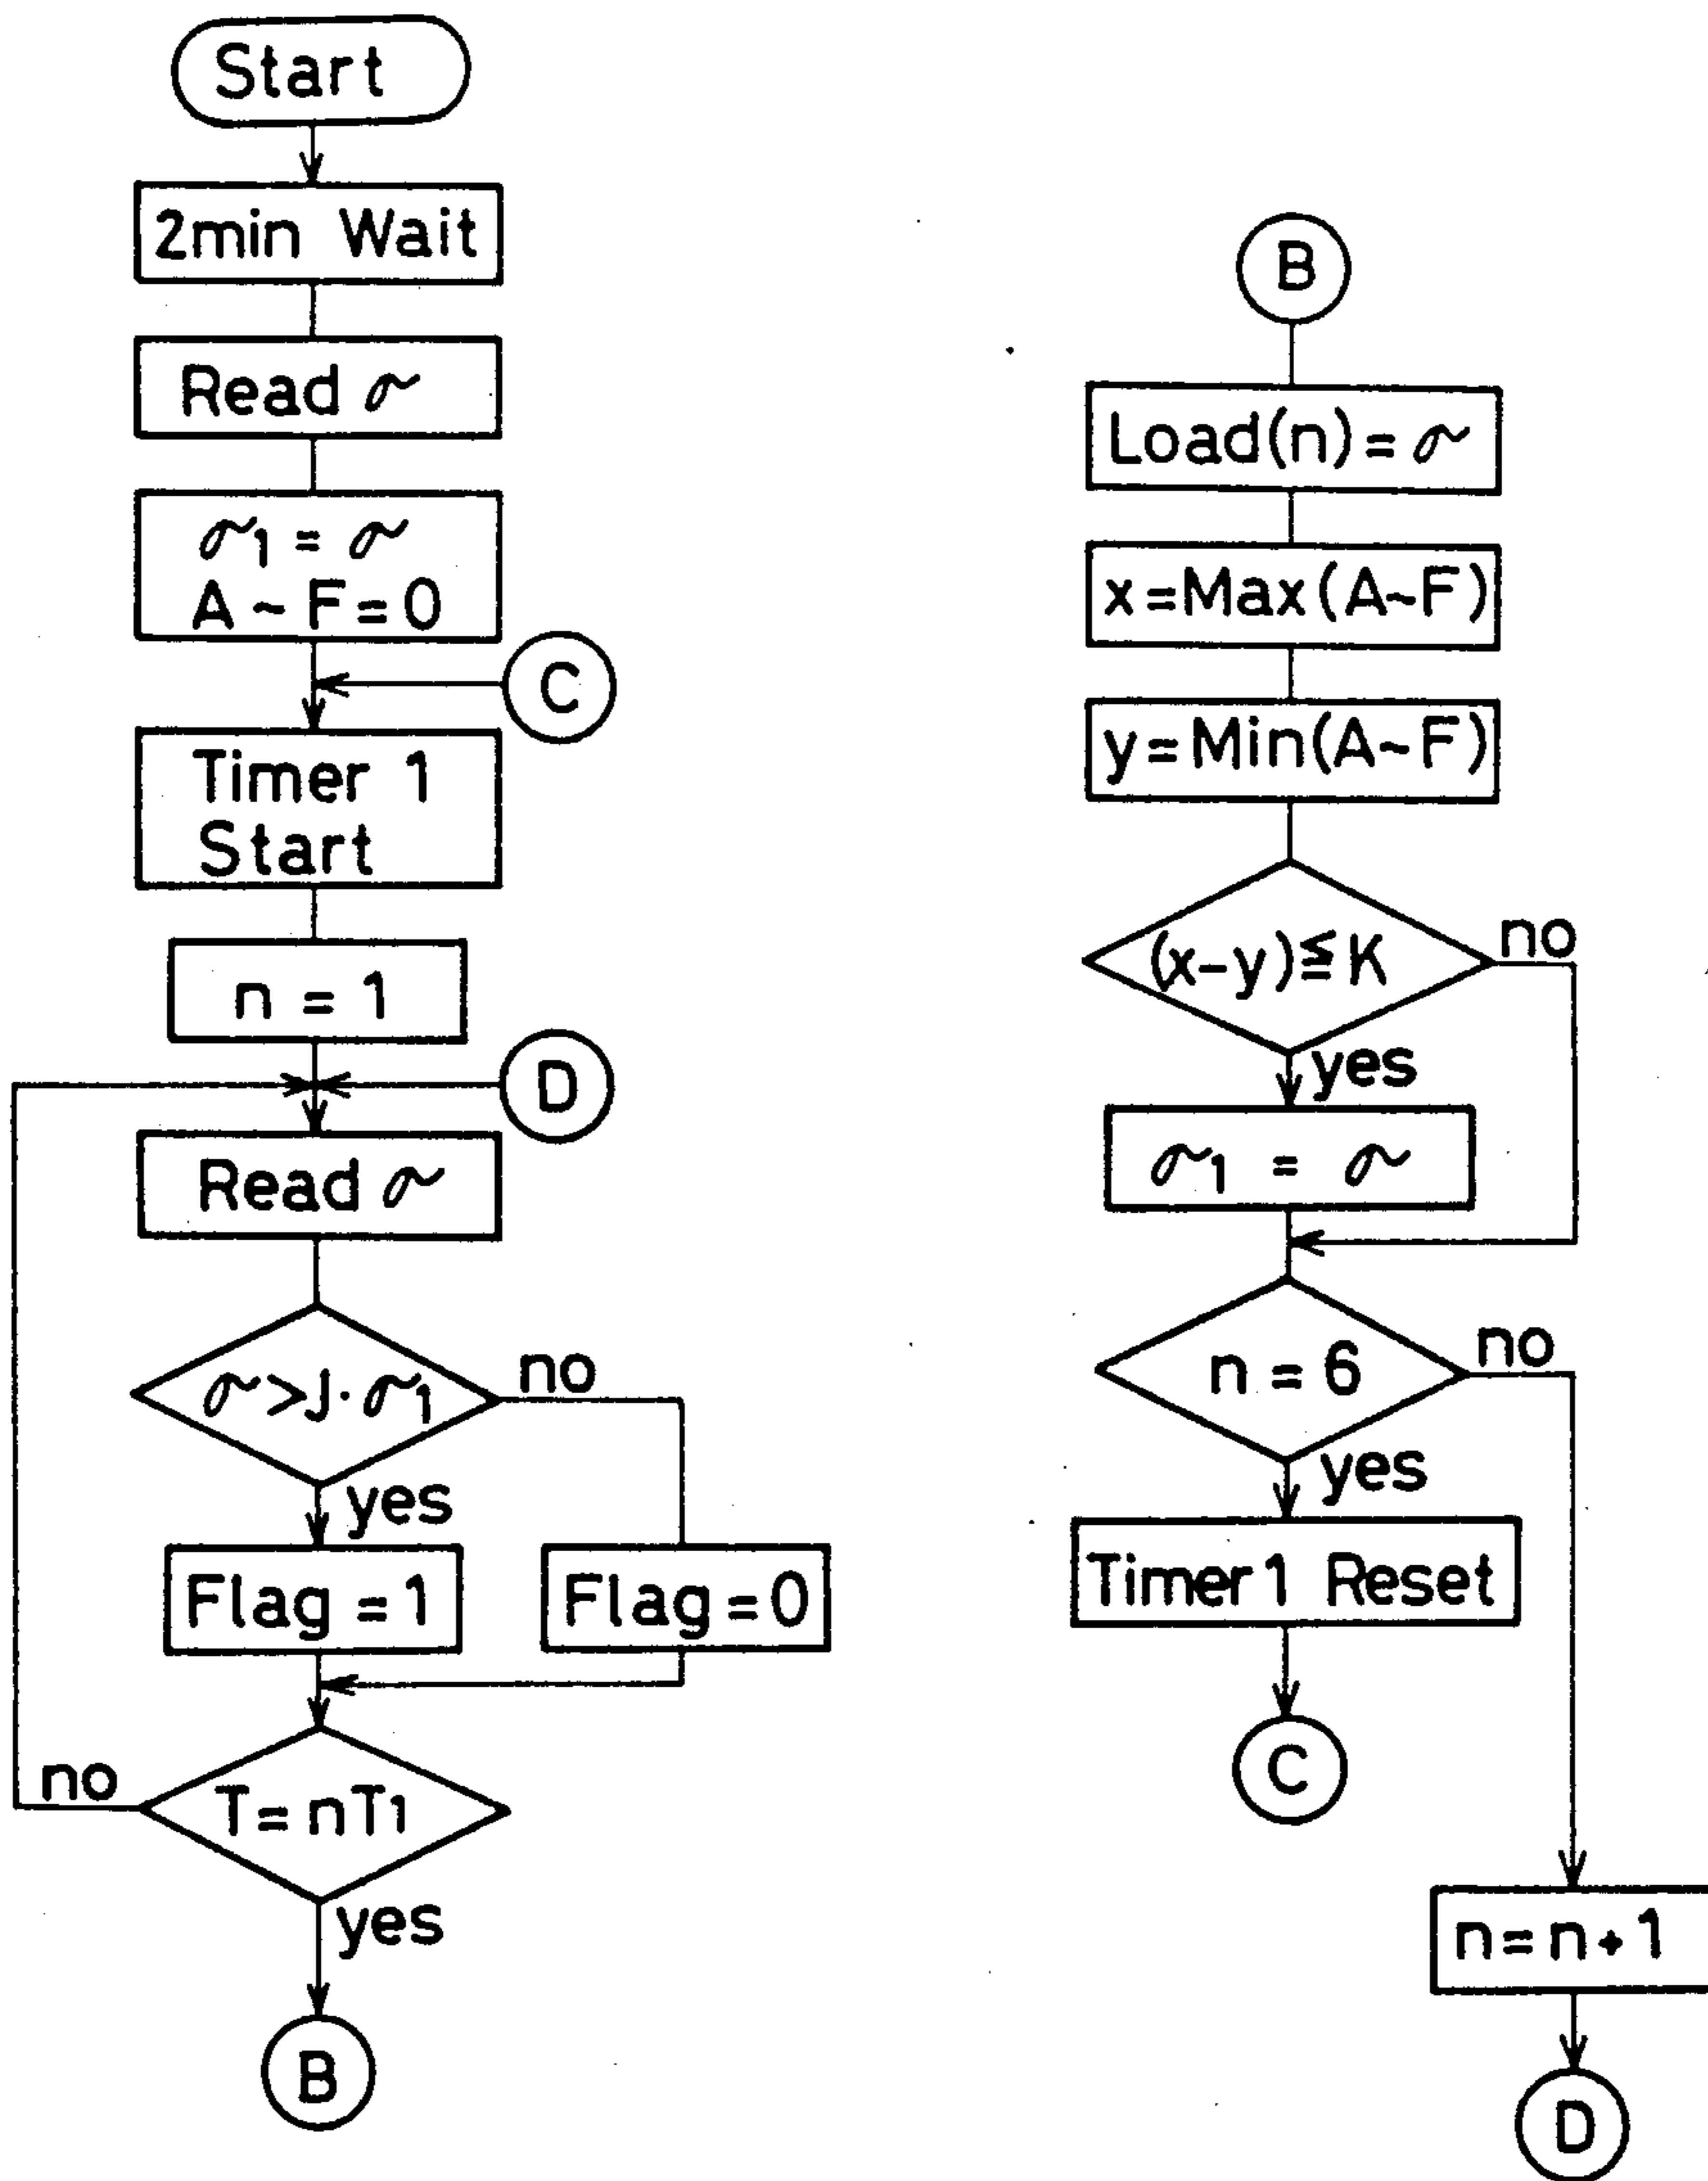 Start
2min Wait
Read σ
σ1 = σ
A ~ F = 0
C
Timer 1
Start
n = 1
D
Read σ
σ > J · σ1
no
yes
Flag = 1
Flag = 0
T = nT1
no
yes
B
B
Load(n) = σ
x = Max(A~F)
y = Min(A~F)
(x-y) ≦ K
no
yes
σ1 = σ
n = 6
no
yes
Timer 1 Reset
C
n = n + 1
D